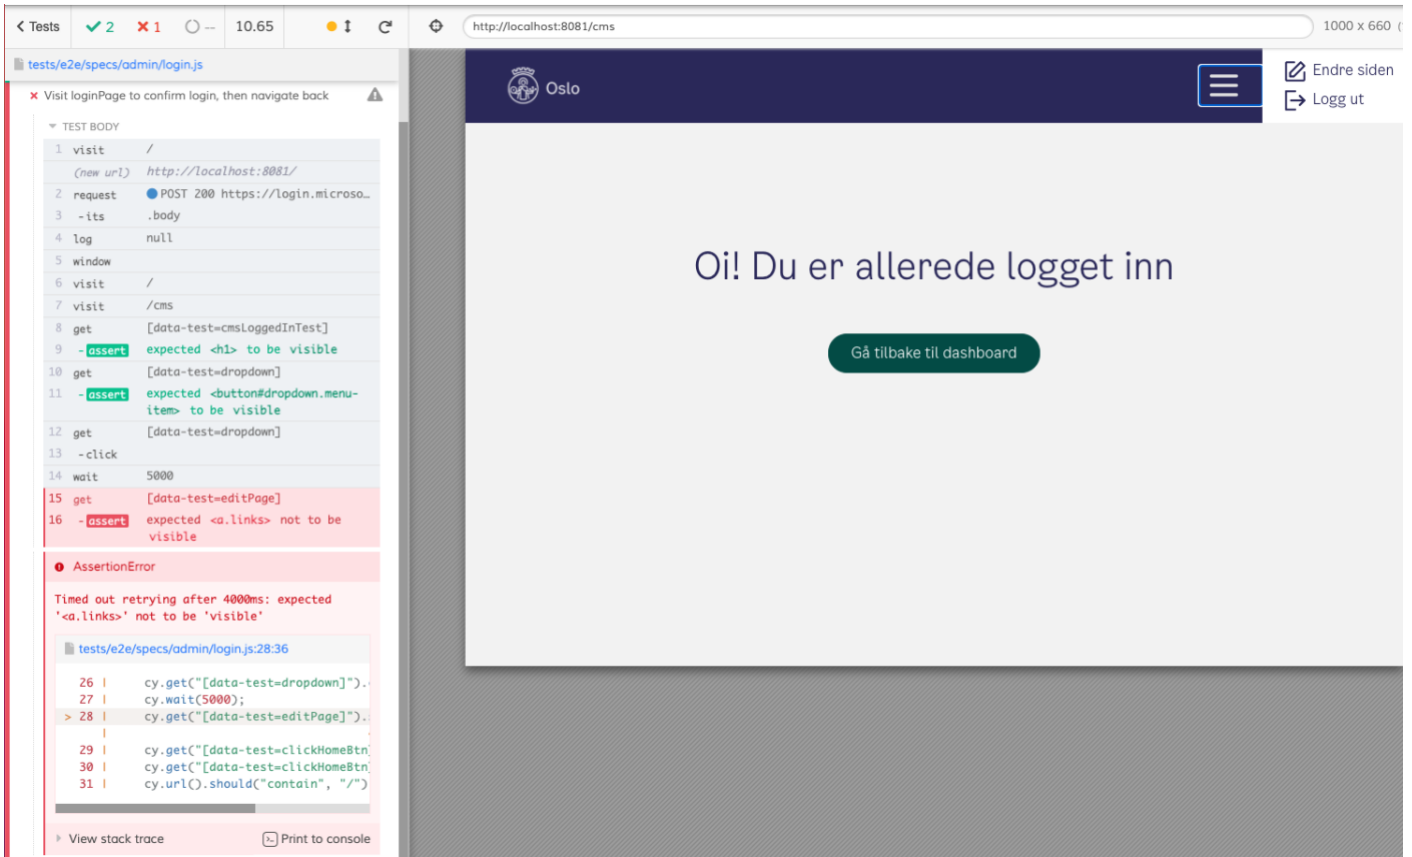 Tests
2
1
--
10.65
http://localhost:8081/cms
1000 x 660
tests/e2e/specs/admin/login.js
Visit loginPage to confirm login, then navigate back
TEST BODY
1 visit /
(new url) http://localhost:8081/
2 request POST 200 https://login.microso…
3 -its .body
4 log null
5 window
6 visit /
7 visit /cms
8 get [data-test=cmsLoggedInTest]
9 -assert expected <h1> to be visible
10 get [data-test=dropdown]
11 -assert expected <button#dropdown.menu-
item> to be visible
12 get [data-test=dropdown]
13 -click
14 wait 5000
15 get [data-test=editPage]
16 -assert expected <a.links> not to be
visible
AssertionError
Timed out retrying after 4000ms: expected
'<a.links>' not to be 'visible'
tests/e2e/specs/admin/login.js:28:36
26 | cy.get("[data-test=dropdown]").
27 | cy.wait(5000);
> 28 | cy.get("[data-test=editPage]").
|
29 | cy.get("[data-test=clickHomeBtn
30 | cy.get("[data-test=clickHomeBtn
31 | cy.url().should("contain", "/")
View stack trace
Print to console
Oslo
Endre siden
Logg ut
Oi! Du er allerede logget inn
Gå tilbake til dashboard